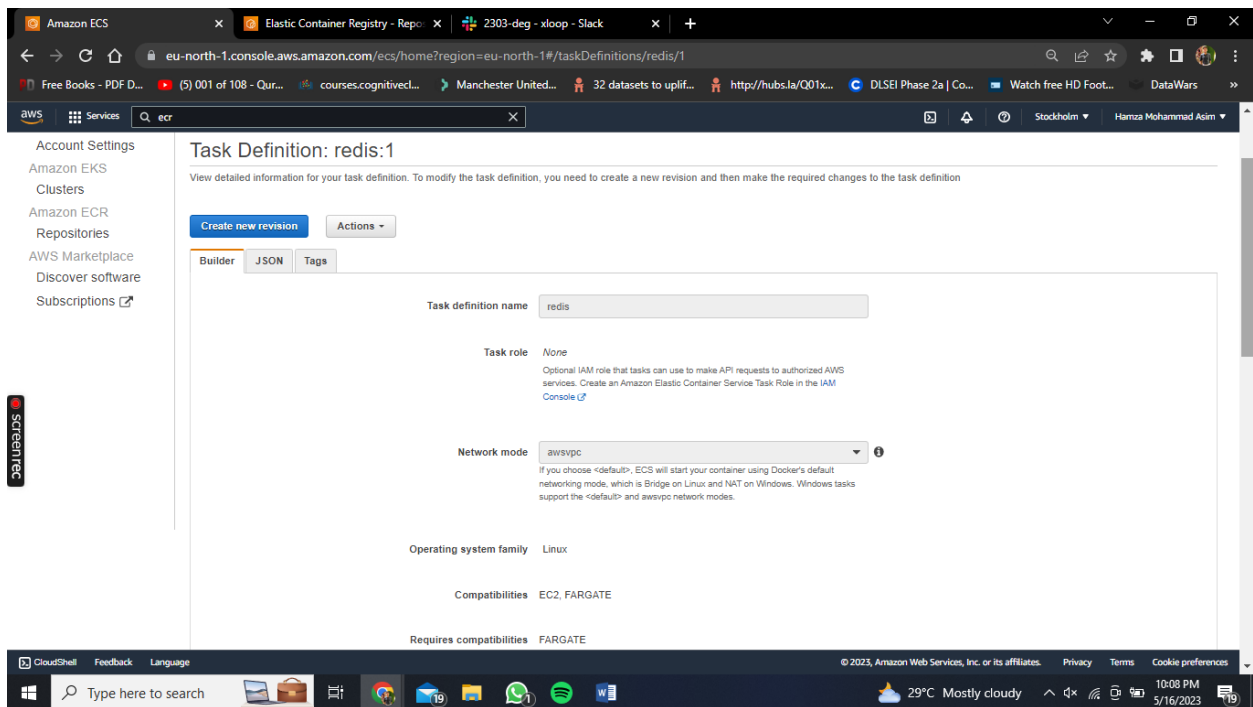 Amazon ECS
Elastic Container Registry - Repo
2303-deg - xloop - Slack
eu-north-1.console.aws.amazon.com/ecs/home?region=eu-north-1#/taskDefinitions/redis/1
Free Books - PDF D...
(5) 001 of 108 - Qur...
courses.cognitivecl...
Manchester United...
32 datasets to uplif...
http://hubs.la/Q01x...
DLSEI Phase 2a | Co...
Watch free HD Foot...
DataWars
»
aws
Services
ecr
Stockholm
Hamza Mohammad Asim
Account Settings
Amazon EKS
Clusters
Amazon ECR
Repositories
AWS Marketplace
Discover software
Subscriptions
Task Definition: redis:1
View detailed information for your task definition. To modify the task definition, you need to create a new revision and then make the required changes to the task definition
Create new revision
Actions
Builder JSON Tags
Task definition name redis
Task role None
Optional IAM role that tasks can use to make API requests to authorized AWS
services. Create an Amazon Elastic Container Service Task Role in the IAM
Console
Network mode awsvpc
If you choose <default>, ECS will start your container using Docker's default
networking mode, which is Bridge on Linux and NAT on Windows. Windows tasks
support the <default> and awsvpc network modes.
Operating system family Linux
Compatibilities EC2, FARGATE
Requires compatibilities FARGATE
screenrec
CloudShell Feedback Language
© 2023, Amazon Web Services, Inc. or its affiliates. Privacy Terms Cookie preferences
Type here to search
19
1
W
29°C Mostly cloudy
10:08 PM
5/16/2023
19